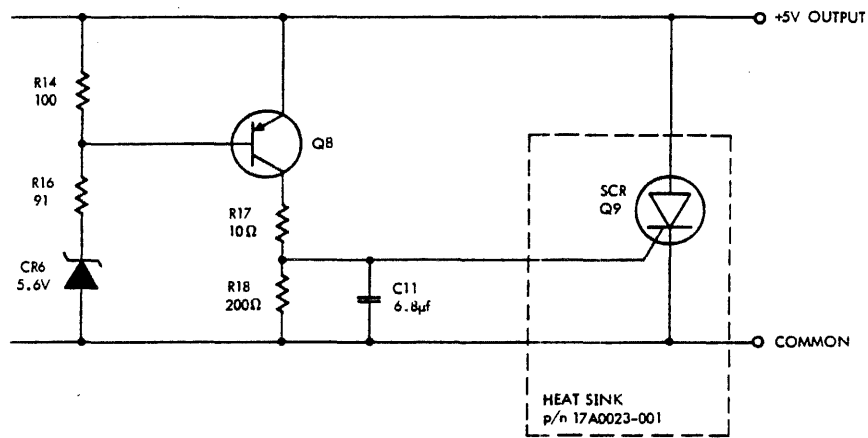 +5V OUTPUT
R14
100
Q8
R16
91
SCR
Q9
R17
10Ω
CR6
5.6V
R18
200Ω
C11
6.8µf
COMMON
HEAT SINK
p/n 17A0023-001